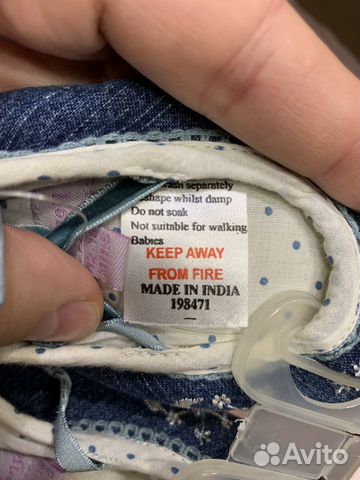 separately
shape whilst damp
Do not soak
Not suitable for walking
Babies
KEEP AWAY
FROM FIRE
MADE IN INDIA
198471
Avito